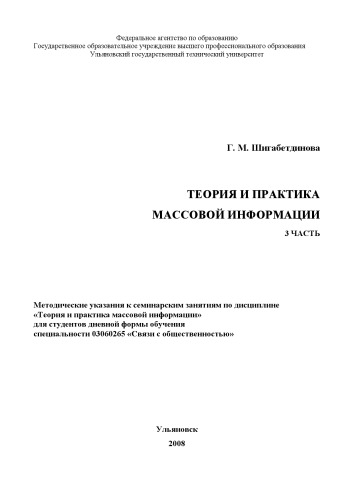 Федеральное агентство по образованию
Государственное образовательное учреждение высшего профессионального образования
Ульяновский государственный технический университет
Г. М. Шигабетдинова
ТЕОРИЯ И ПРАКТИКА
МАССОВОЙ ИНФОРМАЦИИ
3 ЧАСТЬ
Методические указания к семинарским занятиям по дисциплине
«Теория и практика массовой информации»
для студентов дневной формы обучения
специальности 03060265 «Связи с общественностью»
Ульяновск
2008